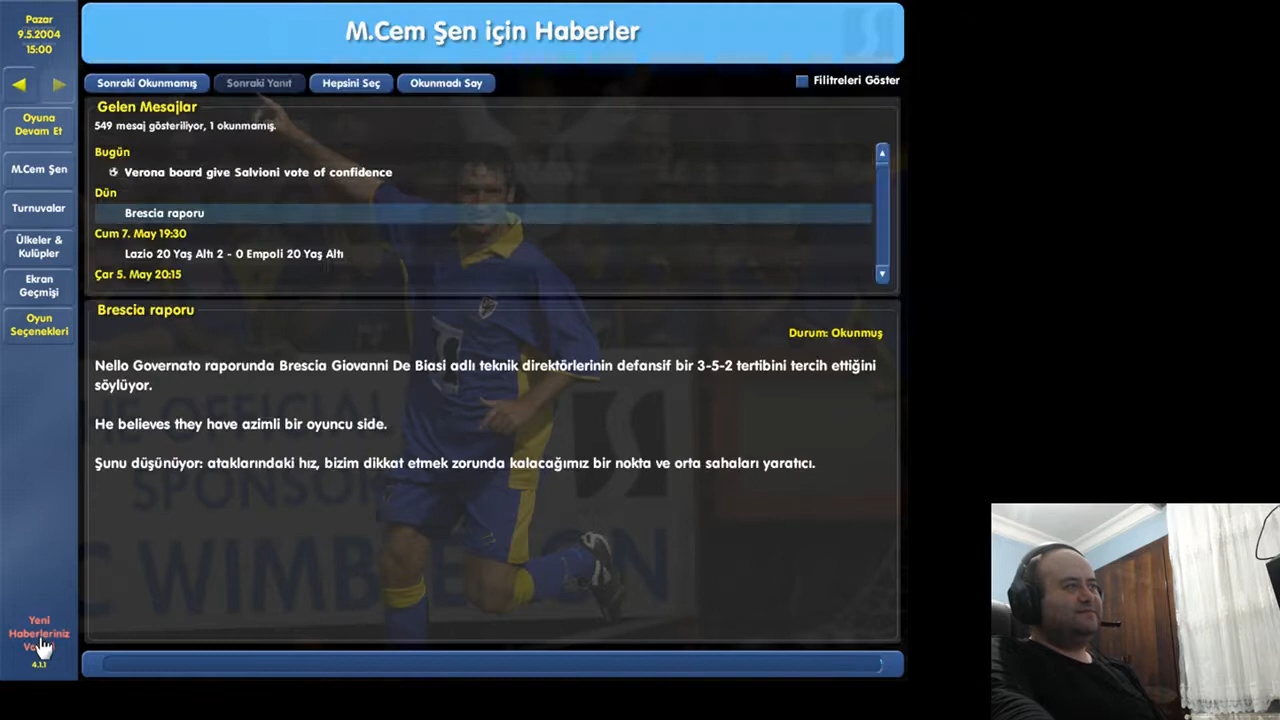 Pazar
9.5.2004
15:00
M.Cem Şen için Haberler
Sonraki Okunmamış
Sonraki Yanıt
Hepsini Seç
Okunmadı Say
Filitreleri Göster
Oyuna
Devam Et
M.Cem Şen
Turnuvalar
Ülkeler &
Kulüpler
Ekran
Geçmişi
Oyun
Seçenekleri
Gelen Mesajlar
549 mesaj gösteriliyor, 1 okunmamış.
Bugün
Verona board give Salvioni vote of confidence
Dün
Brescia raporu
Cum 7. May 19:30
Lazio 20 Yaş Altı 2 - 0 Empoli 20 Yaş Altı
Çar 5. May 20:15
Brescia raporu
Durum: Okunmuş
Nello Governato raporunda Brescia Giovanni De Biasi adlı teknik direktörlerinin defansif bir 3-5-2 tertibini tercih ettiğini
söylüyor.
He believes they have azimli bir oyuncu side.
Şunu düşünüyor: ataklarındaki hız, bizim dikkat etmek zorunda kalacağımız bir nokta ve orta sahaları yaratıcı.
THE OFFICIAL
SPONSOR
C WIMB
Yeni
Haberleriniz
4.1.1